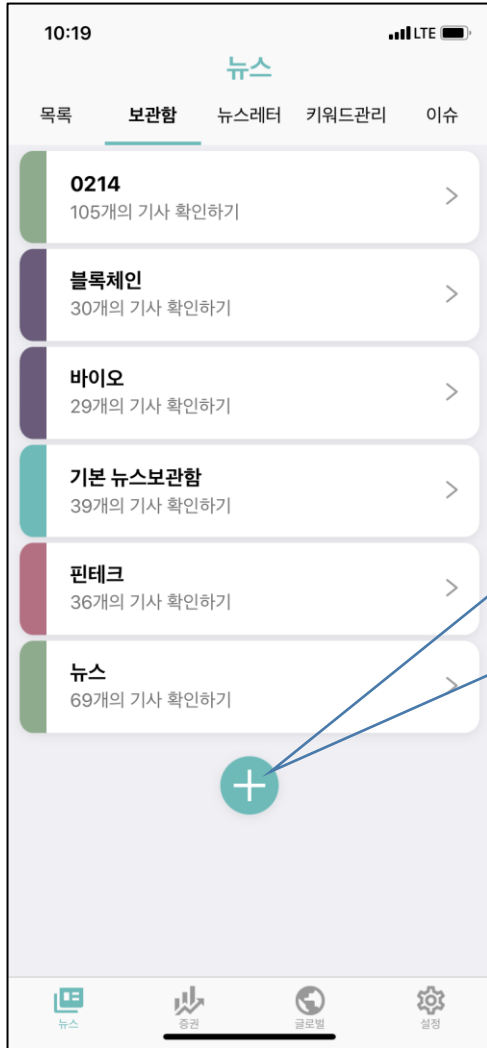 10:19 LTE
뉴스
목록 보관함 뉴스레터 키워드관리 이슈
0214
105개의 기사 확인하기
블록체인
30개의 기사 확인하기
바이오
29개의 기사 확인하기
기본 뉴스보관함
39개의 기사 확인하기
핀테크
36개의 기사 확인하기
뉴스
69개의 기사 확인하기
뉴스 증권 글로벌 설정